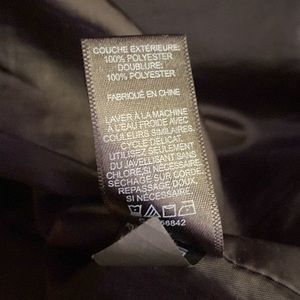 COUCHE EXTÉRIEURE:
100% POLYESTER
DOUBLURE:
100% POLYESTER
FABRIQUÉ EN CHINE
LAVER À LA MACHINE
À L'EAU FROIDE AVEC
COULEURS SIMILAIRES,
CYCLE DÉLICAT.
UTILISEZ SEULEMENT
DU JAVELLISANT SANS
CHLORE, SI NÉCESSAIRE.
SÉCHAGE SUR CORDE.
REPASSAGE DOUX,
SI NÉCESSAIRE.